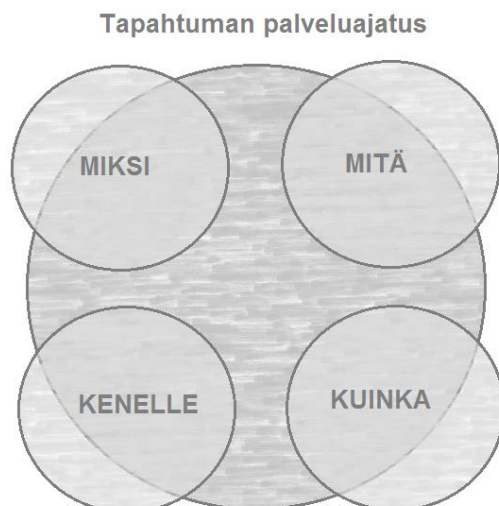 Tapahtuman palveluajatus
MIKSI
MITÄ
KENELLE
KUINKA